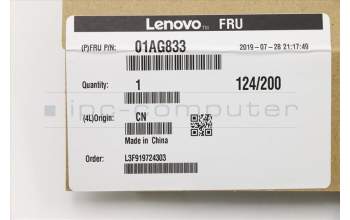 Lenovo™ FRU
(P)FRU P/N: 01AG833 2019-07-28 21:17:49
Quantity: 1 124/200
ipc-computer
(4L)Origin: CN
Made in China
Order: L3F919724303